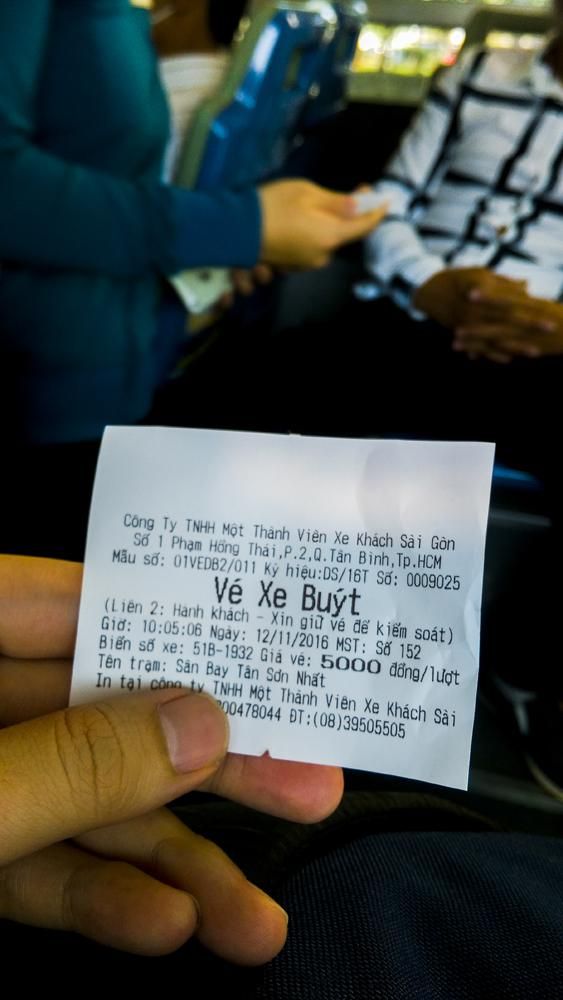 Công Ty TNHH Một Thành Viên Xe Khách Sài Gòn
Số 1 Phạm Hồng Thái,P.2,Q.Tân Bình,Tp.HCM
Mẫu số: 01VEDB2/011 Ký hiệu:DS/16T Số: 0009025
Vé Xe Buýt
(Liên 2: Hành khách - Xin giữ vé để kiểm soát)
Giờ: 10:05:06 Ngày: 12/11/2016 MST: Số 152
Biển số xe: 51B-1932 Giá vé: 5000 đồng/lượt
Tên trạm: Sân Bay Tân Sơn Nhất
In tại công ty TNHH Một Thành Viên Xe Khách Sài
00478044 ĐT:(08)39505505